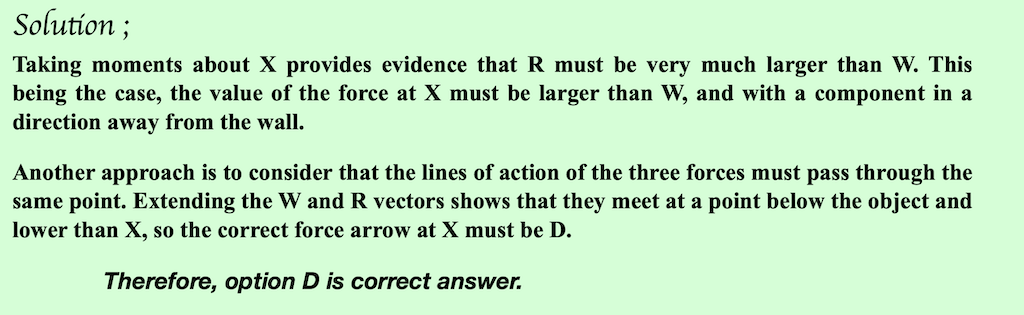 Solution ;
Taking moments about X provides evidence that R must be very much larger than W. This
being the case, the value of the force at X must be larger than W, and with a component in a
direction away from the wall.
Another approach is to consider that the lines of action of the three forces must pass through the
same point. Extending the W and R vectors shows that they meet at a point below the object and
lower than X, so the correct force arrow at X must be D.
Therefore, option D is correct answer.